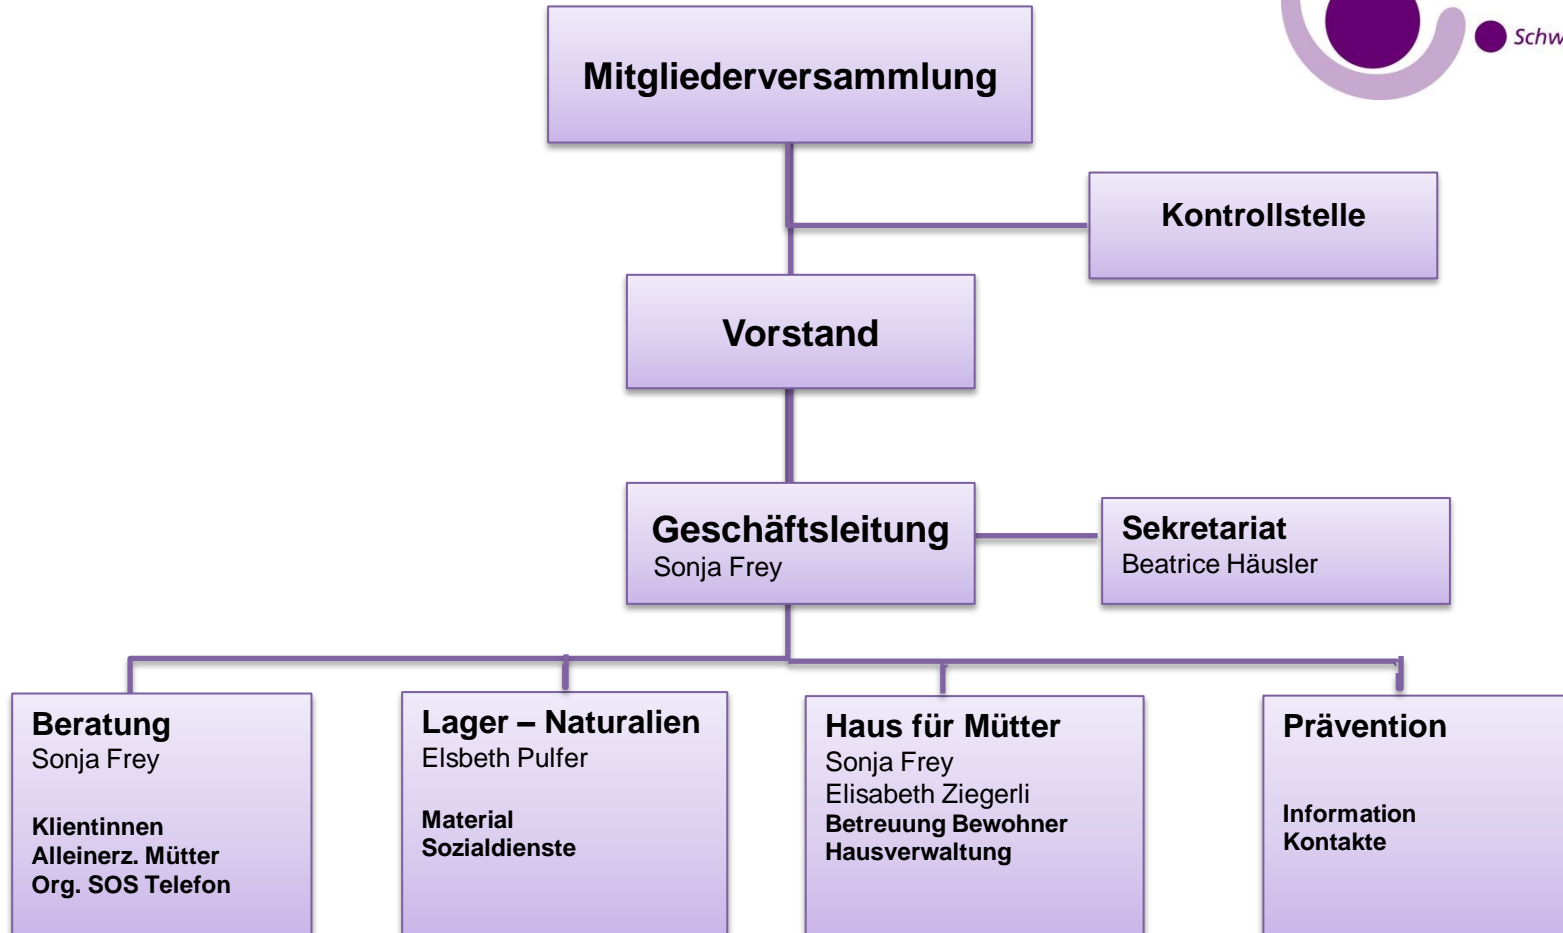 Schw
Mitgliederversammlung
Kontrollstelle
Vorstand
Geschäftsleitung
Sonja Frey
Sekretariat
Beatrice Häusler
Beratung
Sonja Frey
Klientinnen
Alleinerz. Mütter
Org. SOS Telefon
Lager – Naturalien
Elsbeth Pulfer
Material
Sozialdienste
Haus für Mütter
Sonja Frey
Elisabeth Ziegerli
Betreuung Bewohner
Hausverwaltung
Prävention
Information
Kontakte